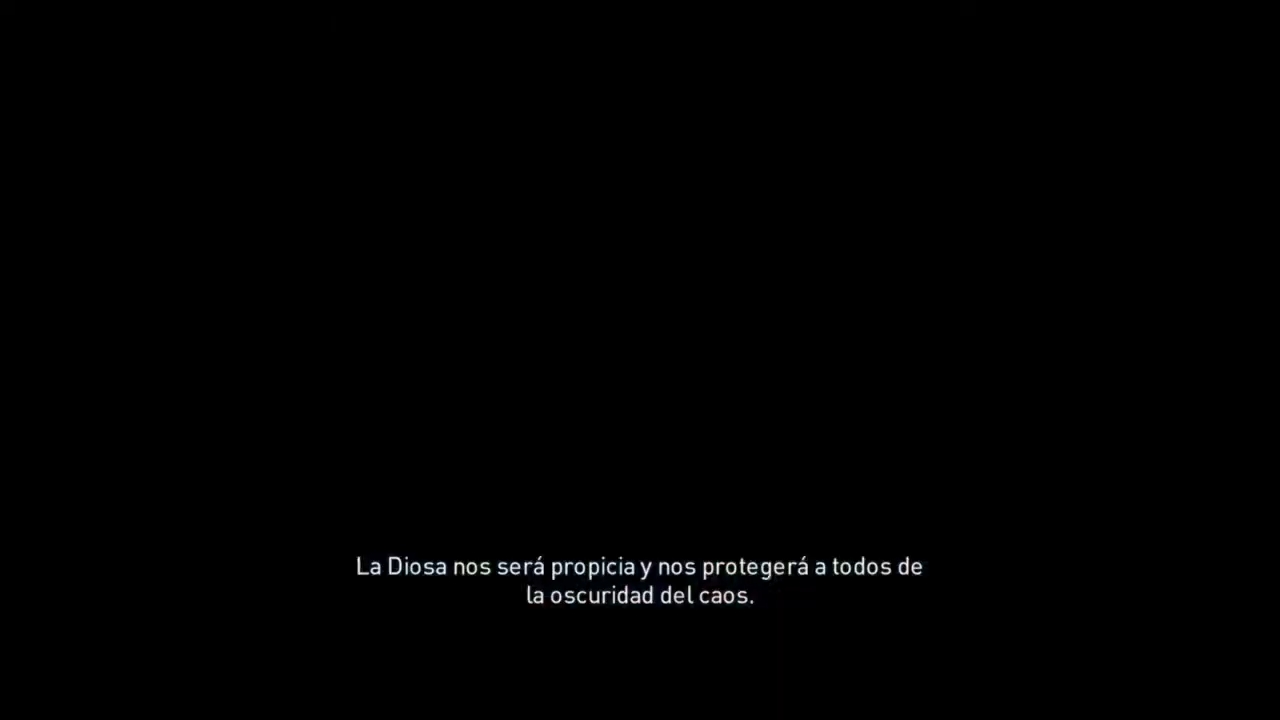 La Diosa nos será propicia y nos protegerá a todos de
la oscuridad del caos.